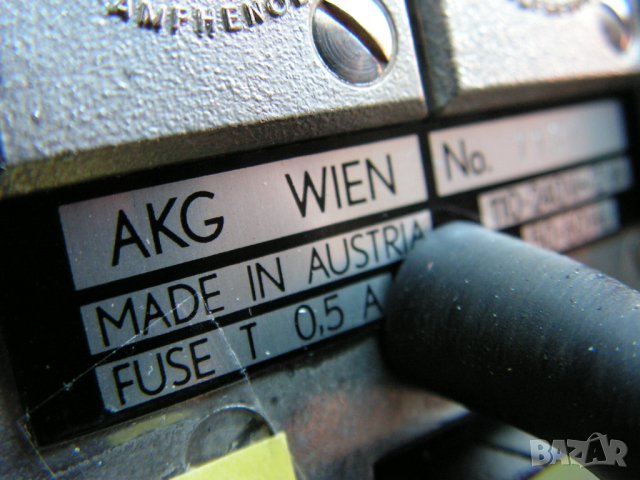 AMPHENOL
AKG WIEN
No.
MADE IN AUSTRIA
FUSE T 0,5 A
BAZAR